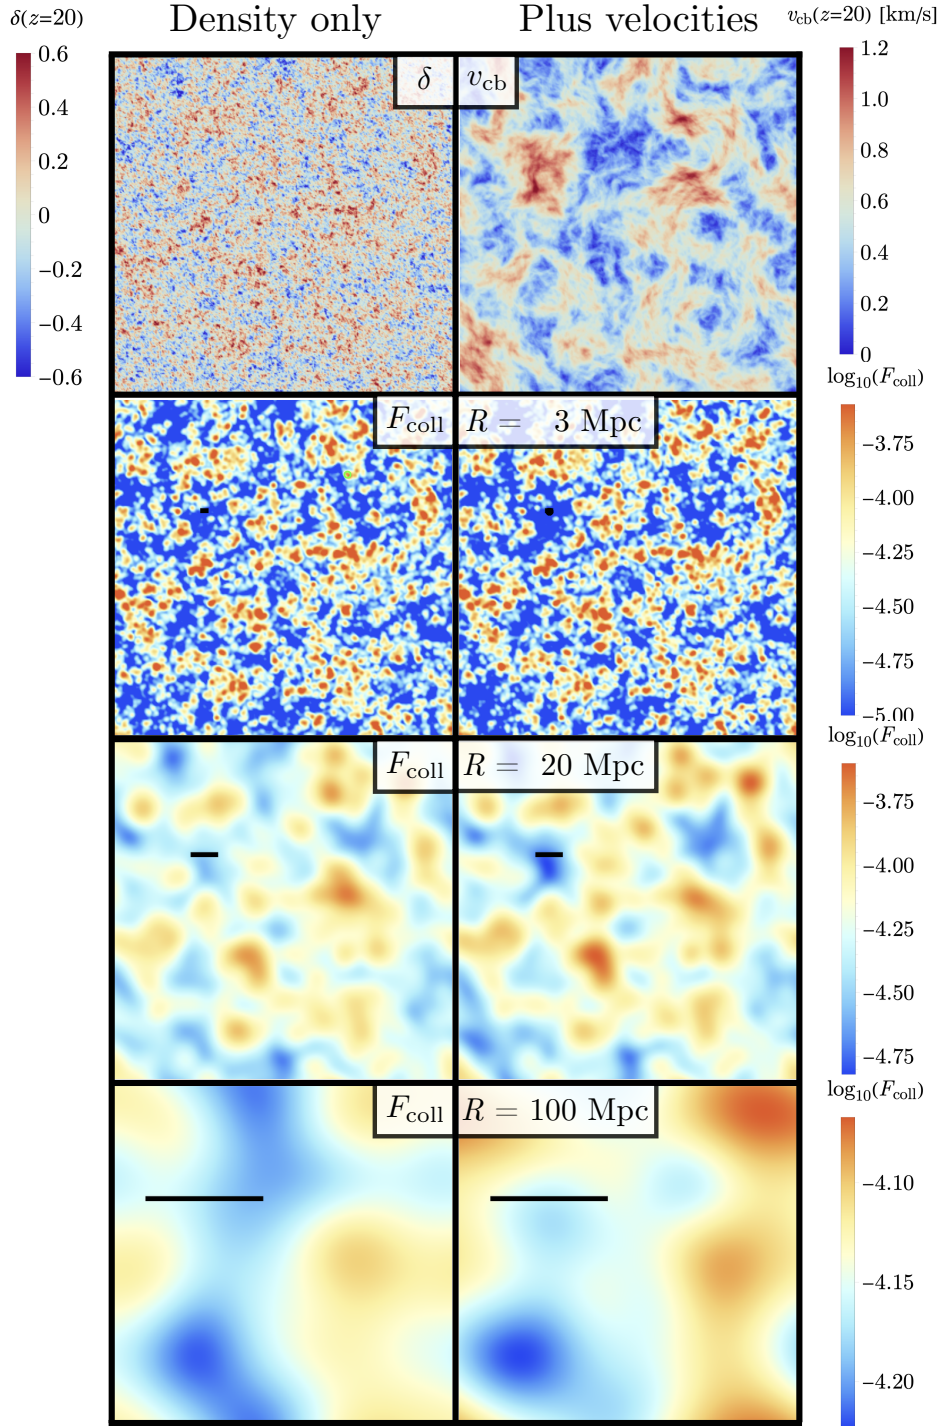 Density only
Plus velocities
δ(z=20)
0.6
0.4
0.2
0
−0.2
−0.4
−0.6
δ
v_cb
v_cb(z=20) [km/s]
1.2
1.0
0.8
0.6
0.4
0.2
0
F_coll
R = 3 Mpc
log₁₀(F_coll)
−3.75
−4.00
−4.25
−4.50
−4.75
−5.00
F_coll
R = 20 Mpc
log₁₀(F_coll)
−3.75
−4.00
−4.25
−4.50
−4.75
F_coll
R = 100 Mpc
log₁₀(F_coll)
−4.10
−4.15
−4.20